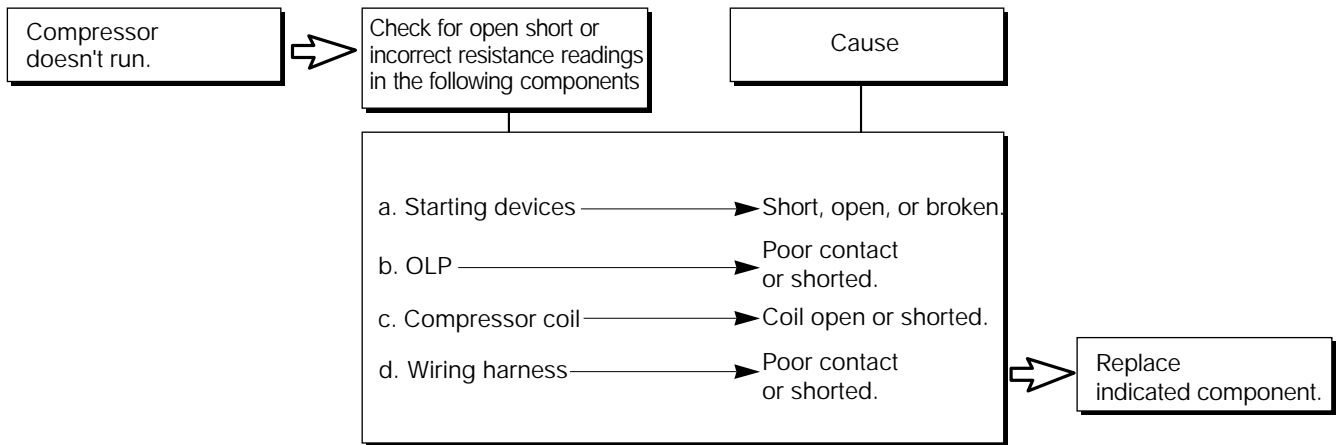 Compressor
doesn't run.
Check for open short or
incorrect resistance readings
in the following components
Cause
a. Starting devices
Short, open, or broken.
b. OLP
Poor contact
or shorted.
c. Compressor coil
Coil open or shorted.
d. Wiring harness
Poor contact
or shorted.
Replace
indicated component.